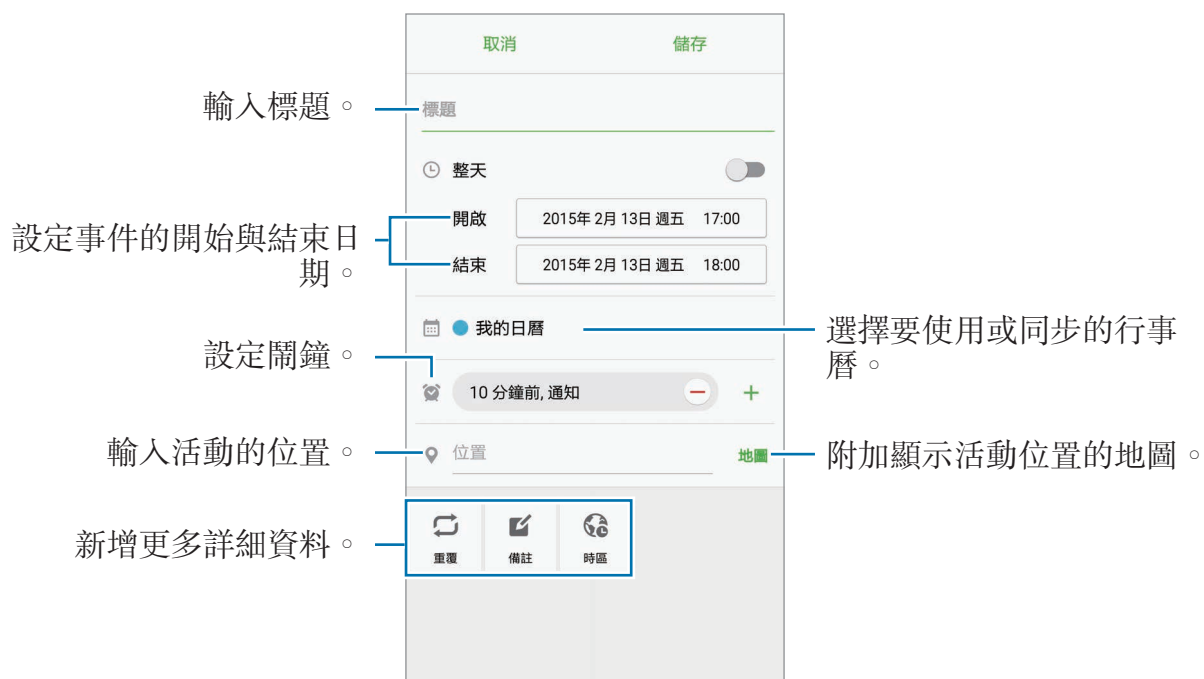 取消 儲存
輸入標題。
標題
整天
開啟 2015年 2月 13日 週五 17:00
設定事件的開始與結束日
期。
結束 2015年 2月 13日 週五 18:00
我的日曆
選擇要使用或同步的行事
曆。
設定鬧鐘。
10 分鐘前, 通知
輸入活動的位置。
位置 地圖
附加顯示活動位置的地圖。
新增更多詳細資料。
重覆 備註 時區